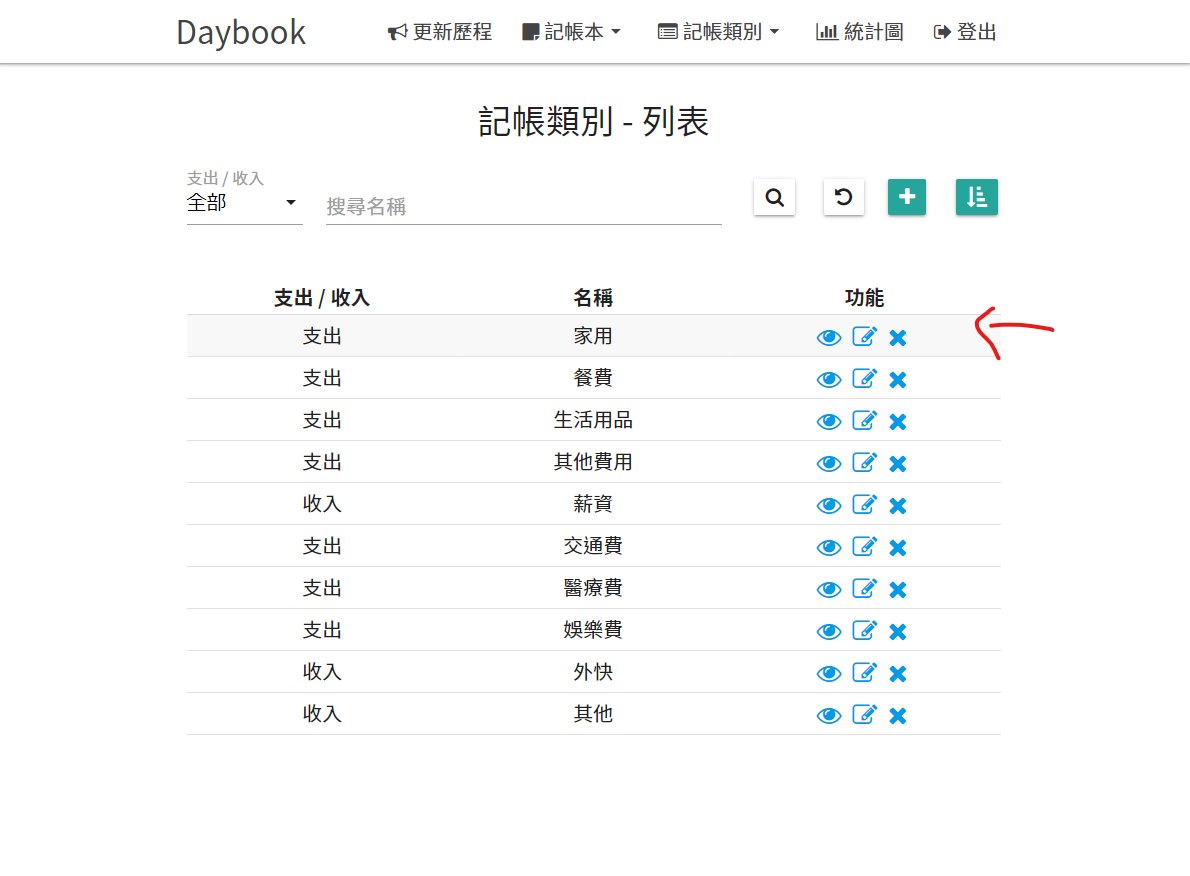 Daybook 更新歷程 記帳本 記帳類別 統計圖 登出
記帳類別 - 列表
支出 / 收入
全部
搜尋名稱
支出 / 收入 名稱 功能
支出 家用
支出 餐費
支出 生活用品
支出 其他費用
收入 薪資
支出 交通費
支出 醫療費
支出 娛樂費
收入 外快
收入 其他